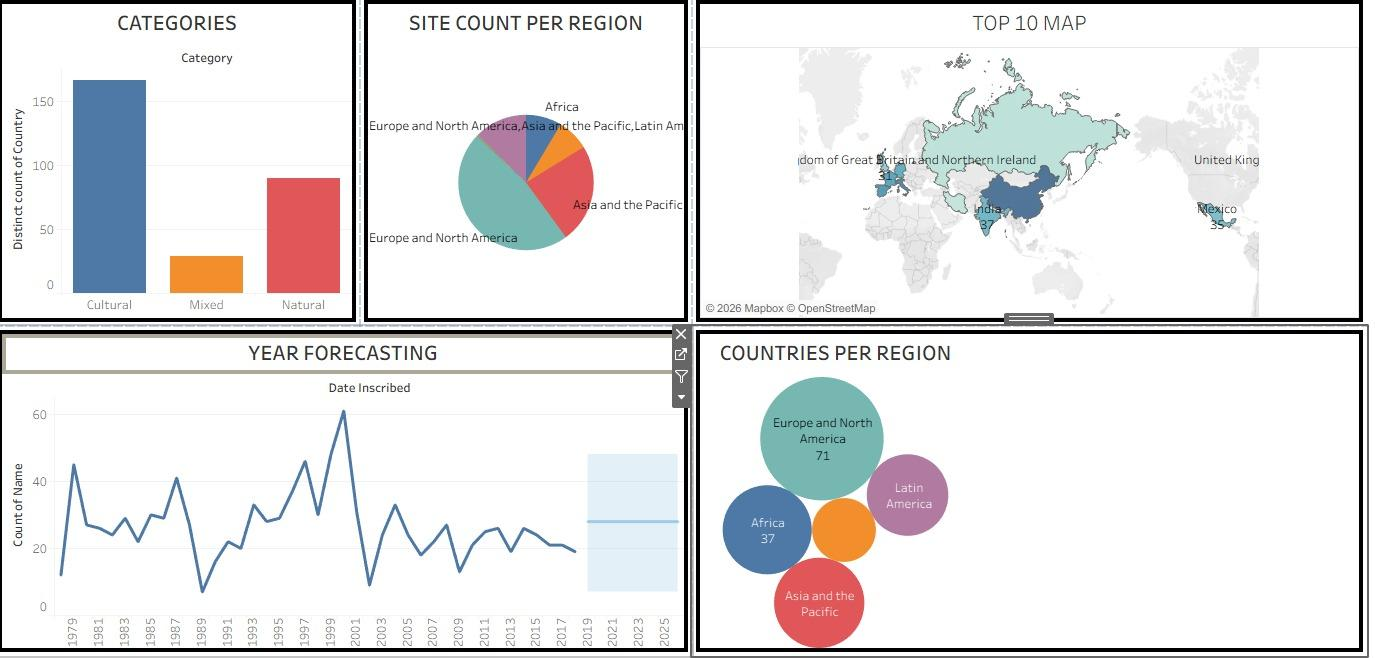 CATEGORIES
Category
Distinct count of Country
150
100
50
0
Cultural
Mixed
Natural
SITE COUNT PER REGION
Africa
Europe and North America,Asia and the Pacific,Latin Am
Asia and the Pacific
Europe and North America
TOP 10 MAP
dom of Great Britain and Northern Ireland
31
United King
India
37
Mexico
35
© 2026 Mapbox © OpenStreetMap
YEAR FORECASTING
Date Inscribed
Count of Name
60
40
20
0
1979
1981
1983
1985
1987
1989
1991
1993
1995
1997
1999
2001
2003
2005
2007
2009
2011
2013
2015
2017
2019
2021
2023
2025
COUNTRIES PER REGION
Europe and North
America
71
Latin
America
Africa
37
Asia and the
Pacific